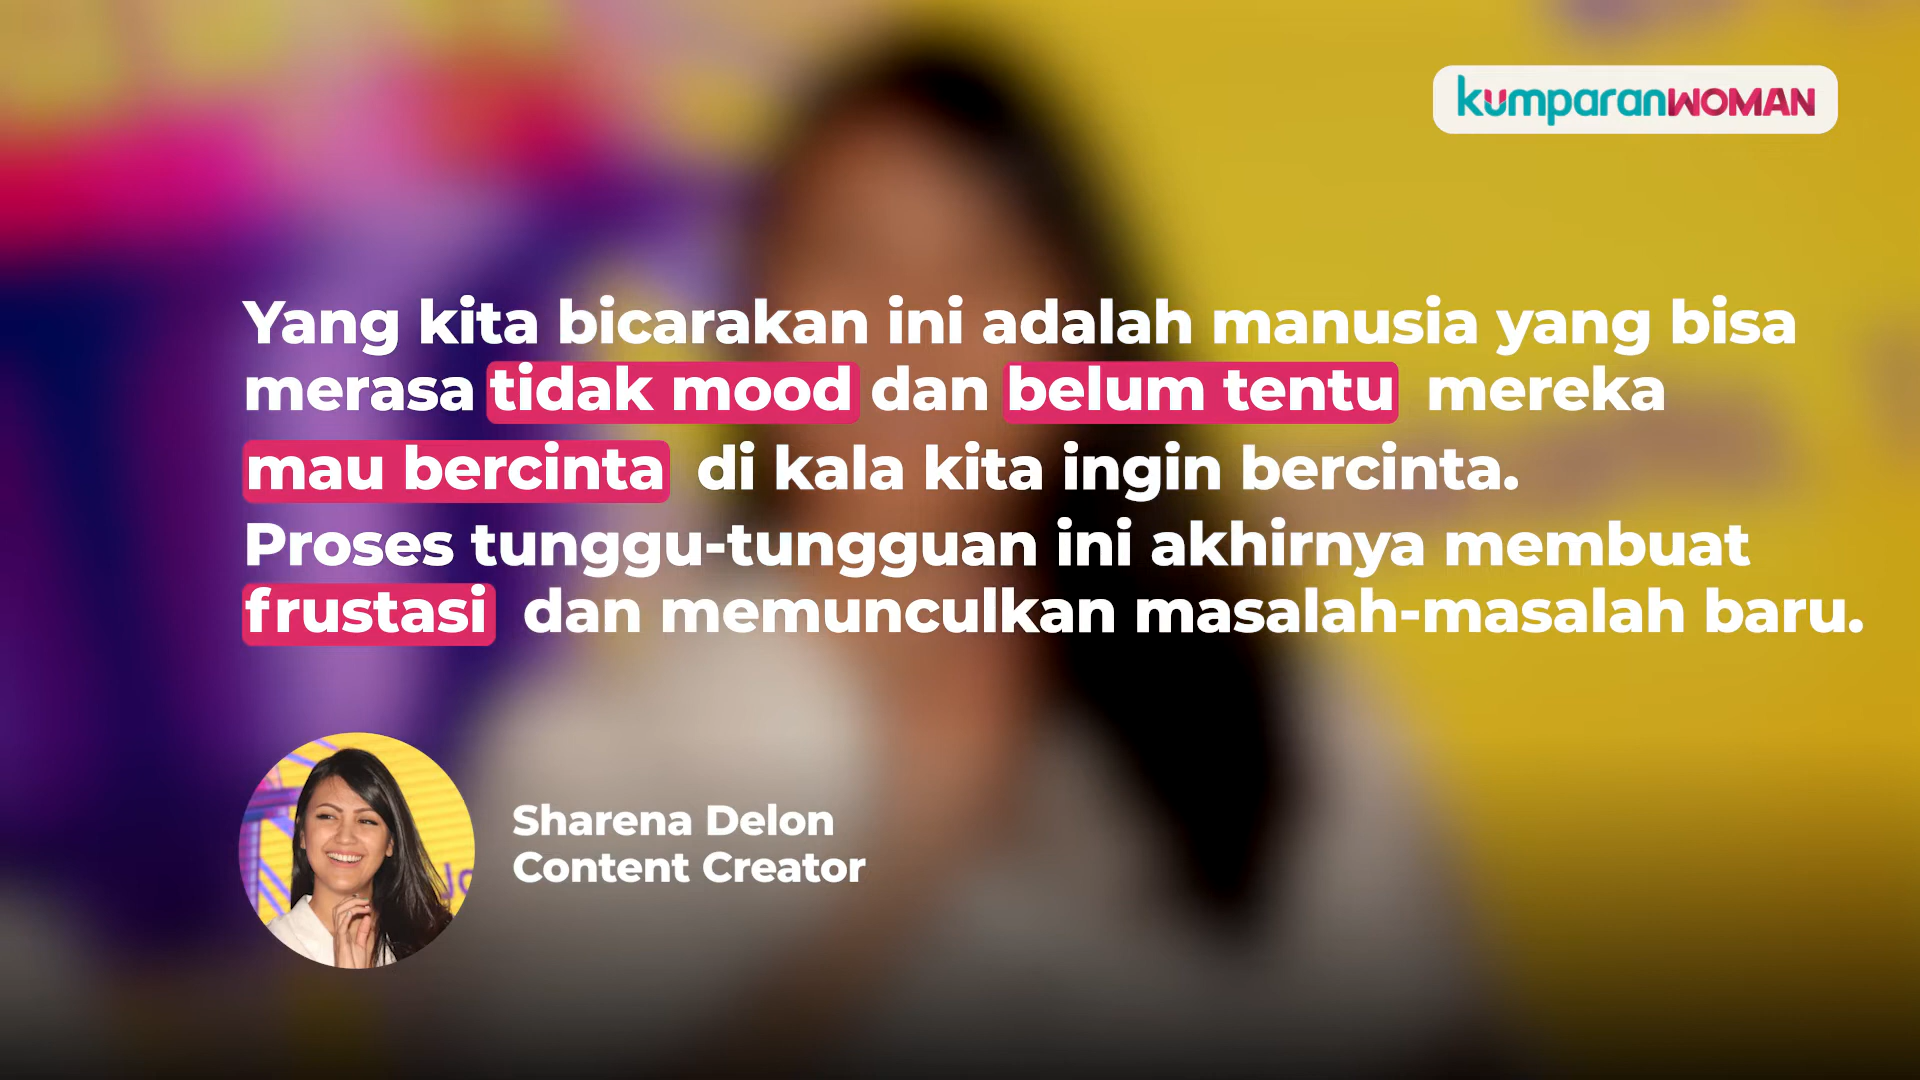 kumparanWOMAN
Yang kita bicarakan ini adalah manusia yang bisa
merasa tidak mood dan belum tentu mereka
mau bercinta di kala kita ingin bercinta.
Proses tunggu-tungguan ini akhirnya membuat
frustasi dan memunculkan masalah-masalah baru.
Sharena Delon
Content Creator